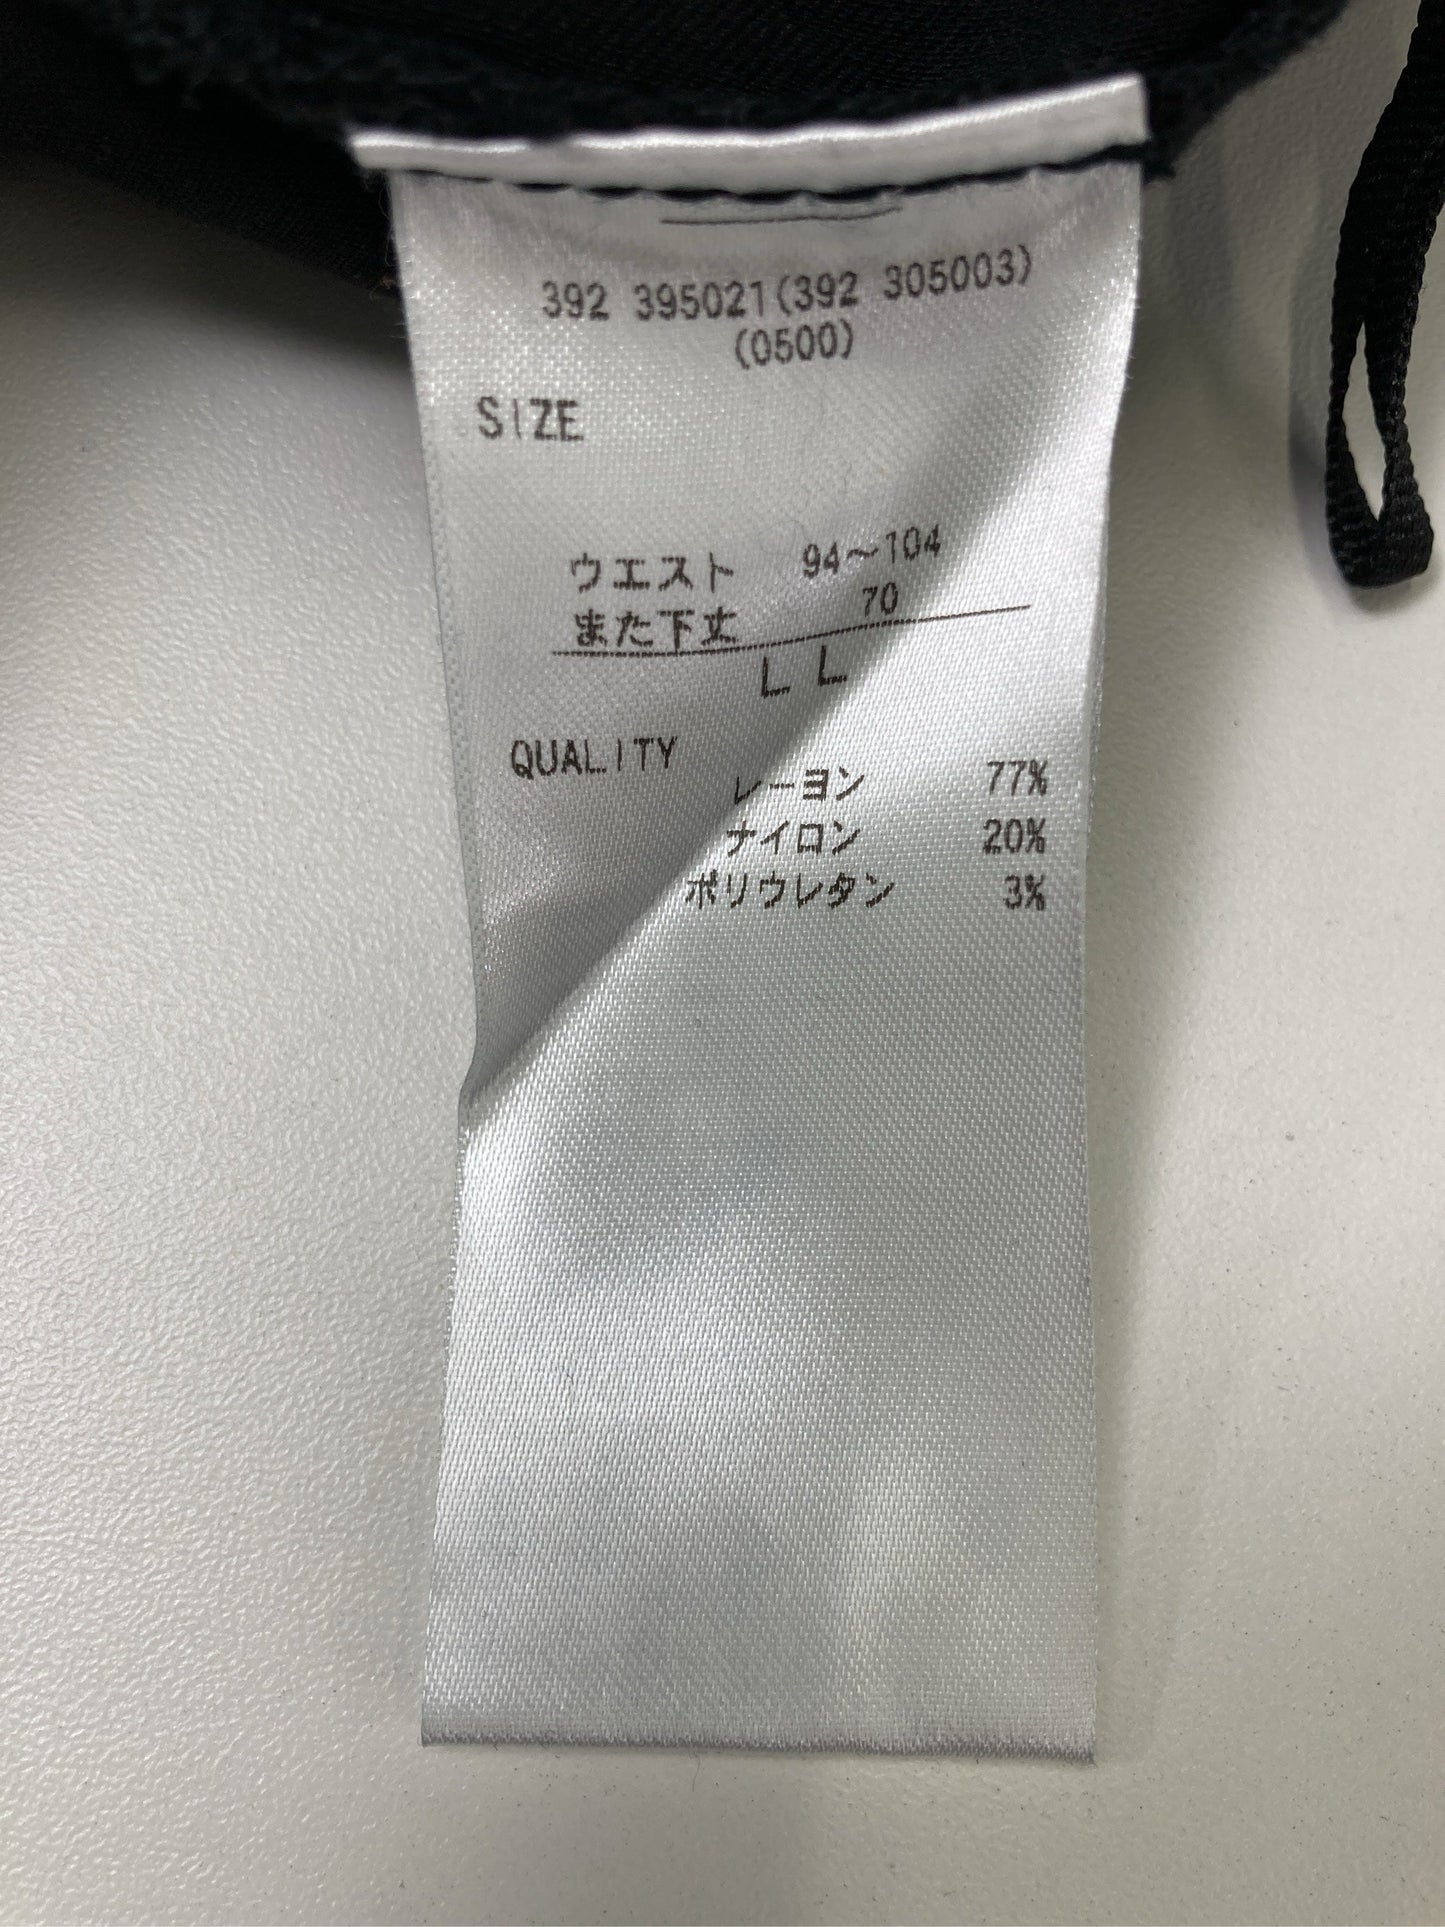 392 395021(392 305003)
(0500)
SIZE
ウエスト 94～104
また下丈 70
LL
QUALITY
レーヨン 77%
ナイロン 20%
ポリウレタン 3%